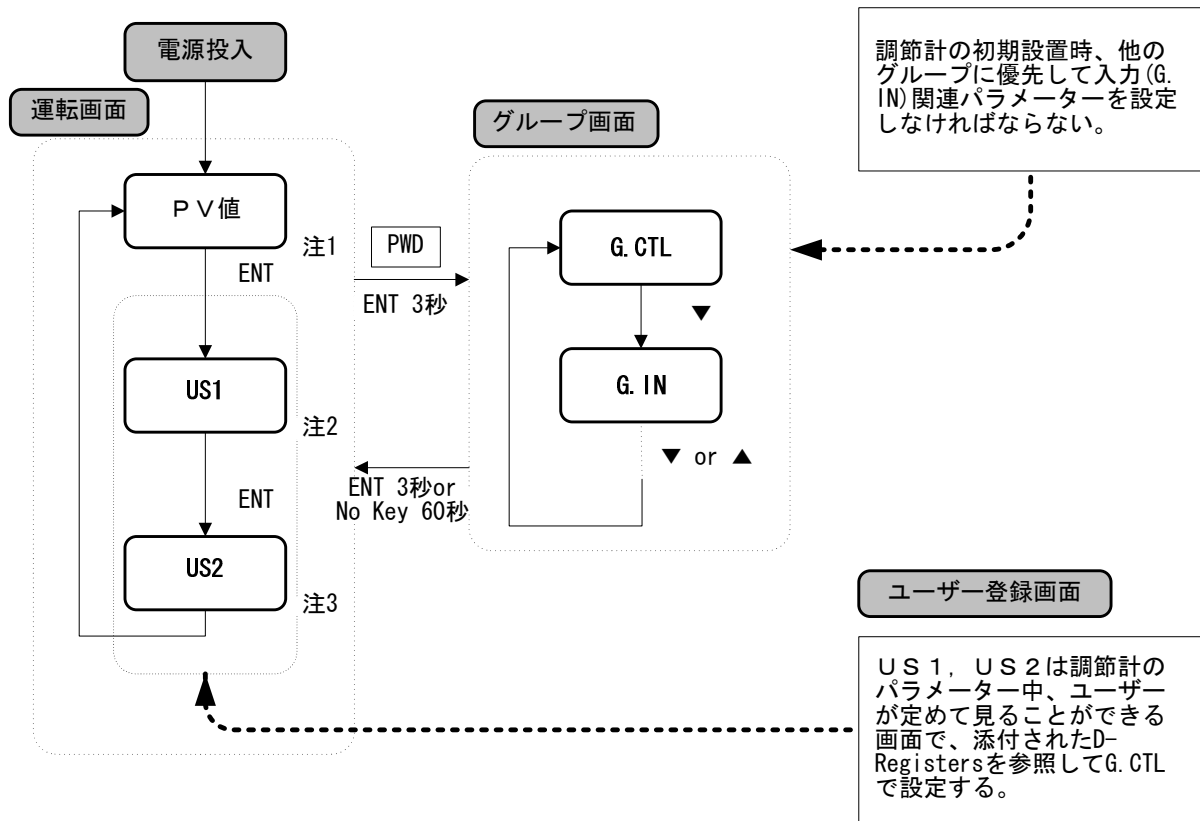 電源投入
運転画面
ＰＶ値
注1
ENT
US1
注2
ENT
US2
注3
PWD
ENT 3秒
ENT 3秒or
No Key 60秒
グループ画面
G.CTL
▼
G.IN
▼ or ▲
調節計の初期設置時、他の
グループに優先して入力(G.
IN)関連パラメーターを設定
しなければならない。
ユーザー登録画面
ＵＳ１，ＵＳ２は調節計の
パラメーター中、ユーザー
が定めて見ることができる
画面で、添付されたD-
Registersを参照してG.CTL
で設定する。